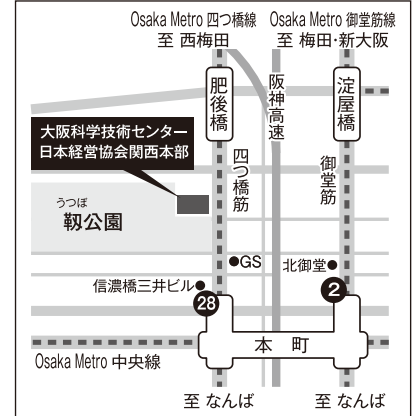 Osaka Metro 四つ橋線
Osaka Metro 御堂筋線
至 西梅田
至 梅田・新大阪
肥後橋
阪神高速
淀屋橋
大阪科学技術センター
日本経営協会関西本部
四つ橋筋
御堂筋
うつぼ
靱公園
GS
北御堂
信濃橋三井ビル
28
2
本町
Osaka Metro 中央線
至 なんば
至 なんば